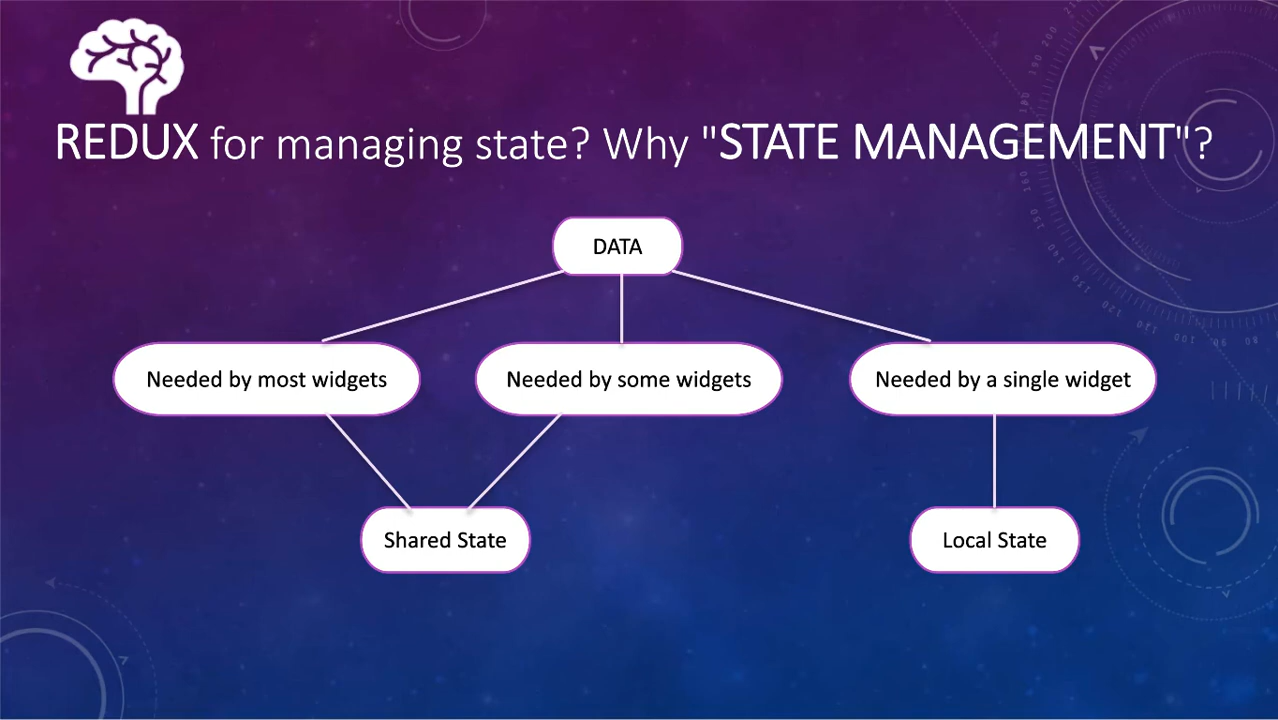 REDUX for managing state? Why "STATE MANAGEMENT"?
DATA
Needed by most widgets
Needed by some widgets
Needed by a single widget
Shared State
Local State